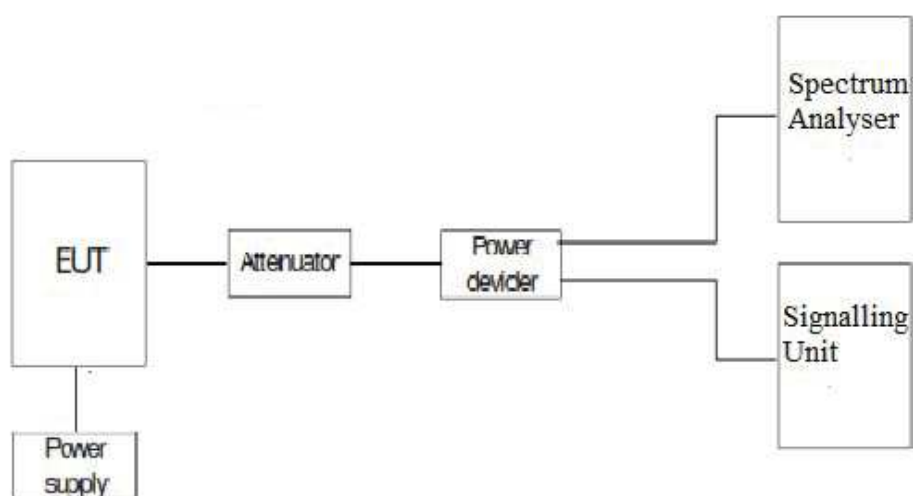 Spectrum
Analyser
EUT
Attenuator
Power
devider
Signalling
Unit
Power
supply